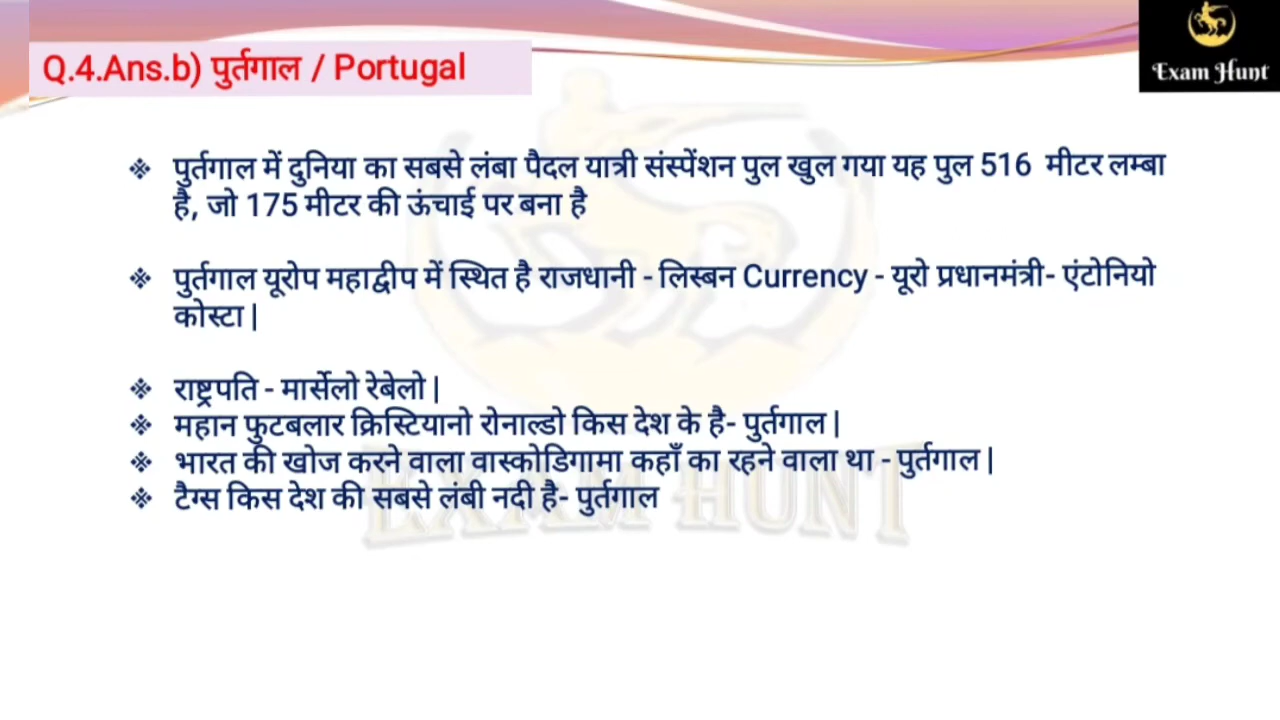 Q.4.Ans.b) पुर्तगाल / Portugal
Exam Hunt
पुर्तगाल में दुनिया का सबसे लंबा पैदल यात्री संस्पेंशन पुल खुल गया यह पुल 516 मीटर लम्बा
है, जो 175 मीटर की ऊंचाई पर बना है
पुर्तगाल यूरोप महाद्वीप में स्थित है राजधानी - लिस्बन Currency - यूरो प्रधानमंत्री- एंटोनियो
कोस्टा |
राष्ट्रपति - मार्सेलो रेबेलो |
महान फुटबलार क्रिस्टियानो रोनाल्डो किस देश के है- पुर्तगाल |
भारत की खोज करने वाला वास्कोडिगामा कहाँ का रहने वाला था - पुर्तगाल |
टैग्स किस देश की सबसे लंबी नदी है- पुर्तगाल
EXAM HUNT